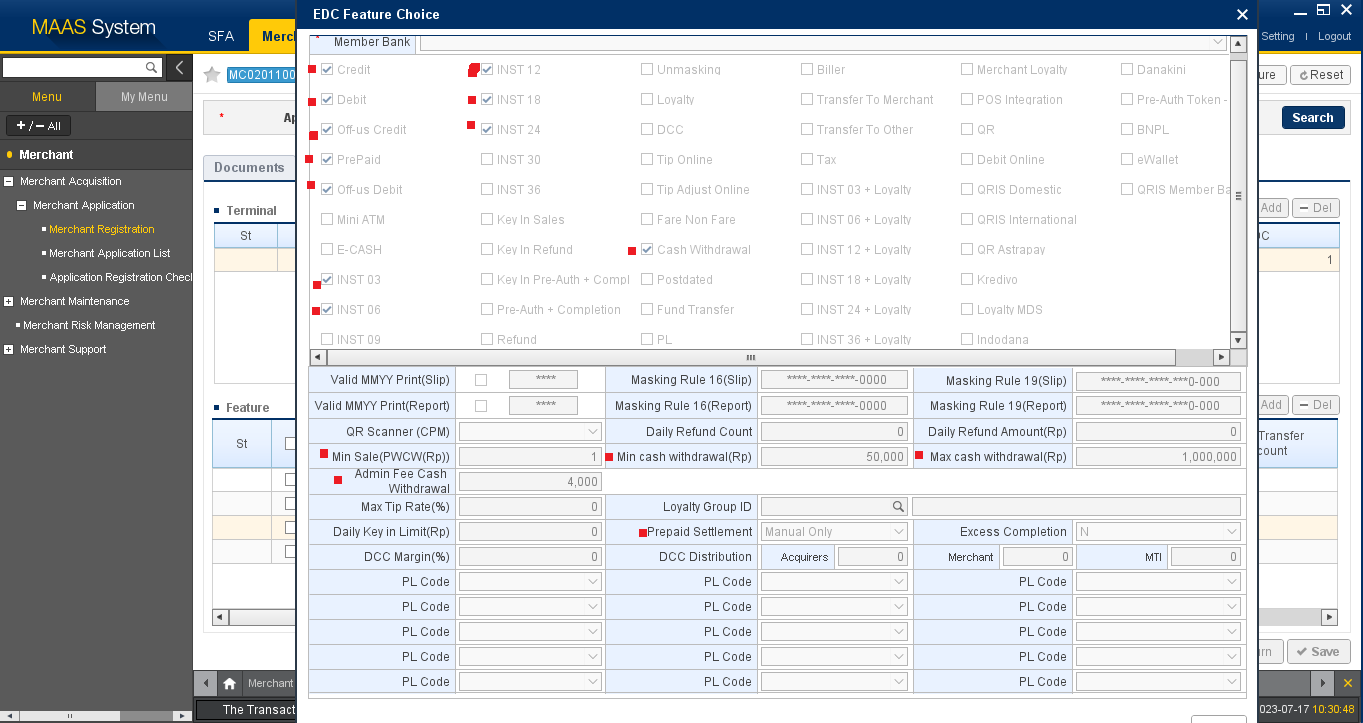 EDC Feature Choice
MAAS System
SFA
Setting
Logout
Member Bank
MC0201100
Reset
Menu
My Menu
+ / − All
Search
Merchant
Merchant Acquisition
Merchant Application
Merchant Registration
Merchant Application List
Application Registration Check
Merchant Maintenance
Merchant Risk Management
Merchant Support
Documents
Terminal
St
Add
Del
1
Feature
Add
Del
St
Transfer
Credit INST 12 Unmasking Biller Merchant Loyalty Danakini
Debit INST 18 Loyalty Transfer To Merchant POS Integration Pre-Auth Token -
Off-us Credit INST 24 DCC Transfer To Other QR BNPL
PrePaid INST 30 Tip Online Tax Debit Online eWallet
Off-us Debit INST 36 Tip Adjust Online INST 03 + Loyalty QRIS Domestic QRIS Member Ba
Mini ATM Key In Sales Fare Non Fare INST 06 + Loyalty QRIS International
E-CASH Key In Refund Cash Withdrawal INST 12 + Loyalty QR Astrapay
INST 03 Key In Pre-Auth + Compl Postdated INST 18 + Loyalty Kredivo
INST 06 Pre-Auth + Completion Fund Transfer INST 24 + Loyalty Loyalty MDS
INST 09 Refund PL INST 36 + Loyalty Indodana
Valid MMYY Print(Slip) **** Masking Rule 16(Slip) ****-****-****-0000 Masking Rule 19(Slip) ****-****-****-***0-000
Valid MMYY Print(Report) **** Masking Rule 16(Report) ****-****-****-0000 Masking Rule 19(Report) ****-****-****-***0-000
QR Scanner (CPM) Daily Refund Count 0 Daily Refund Amount(Rp) 0
Min Sale(PWCW(Rp)) 1 Min cash withdrawal(Rp) 50,000 Max cash withdrawal(Rp) 1,000,000
Admin Fee Cash
Withdrawal 4,000
Max Tip Rate(%) 0 Loyalty Group ID
Daily Key in Limit(Rp) 0 Prepaid Settlement Manual Only Excess Completion N
DCC Margin(%) 0 DCC Distribution Acquirers 0 Merchant 0 MTI 0
PL Code PL Code PL Code
PL Code PL Code PL Code
PL Code PL Code PL Code
PL Code PL Code PL Code
PL Code PL Code PL Code
Save
Merchant
The Transact
023-07-17 10:30:48